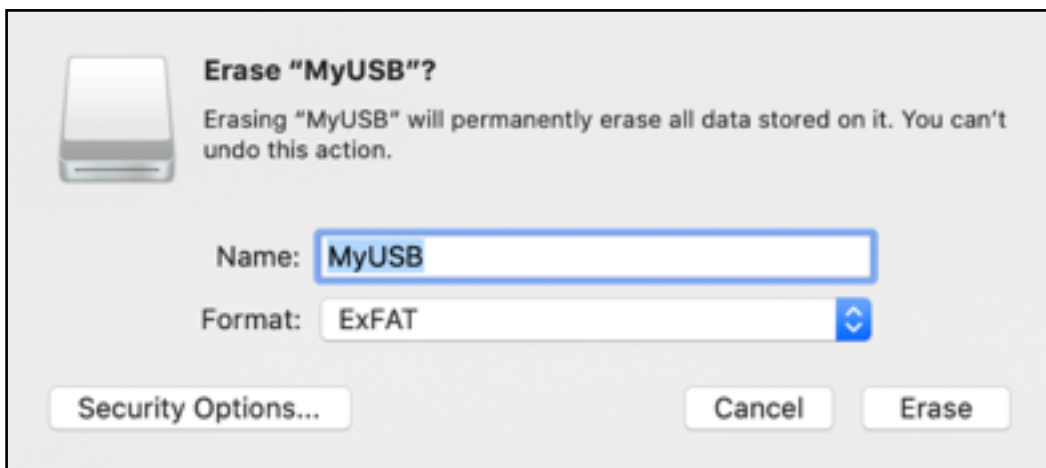 Erase “MyUSB”?
Erasing “MyUSB” will permanently erase all data stored on it. You can’t
undo this action.
Name: MyUSB
Format: ExFAT
Security Options... Cancel Erase